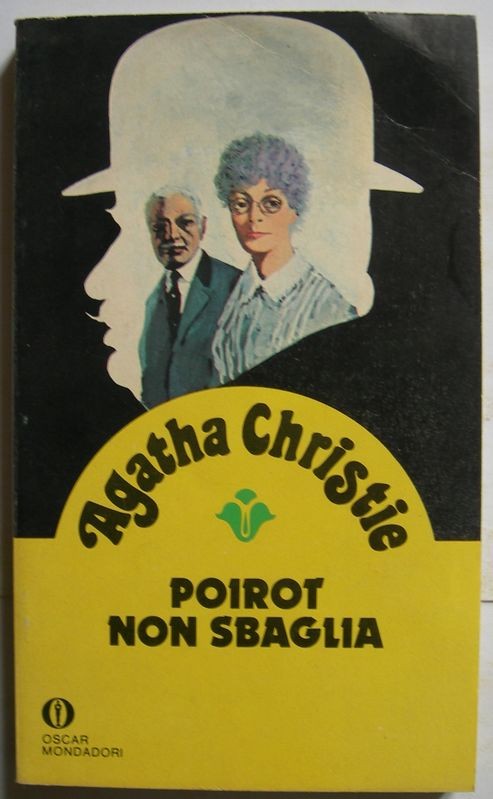 Agatha Christie
POIROT
NON SBAGLIA
OSCAR
MONDADORI